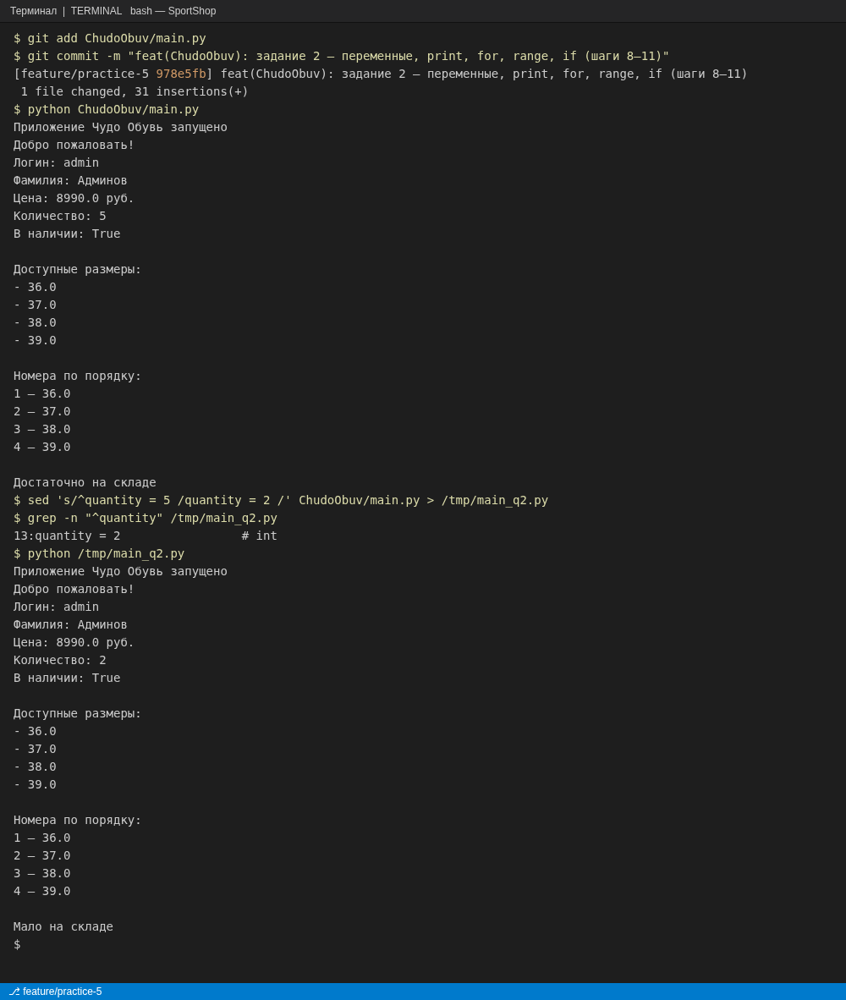 Терминал | TERMINAL bash — SportShop
$ git add ChudoObuv/main.py
$ git commit -m "feat(ChudoObuv): задание 2 — переменные, print, for, range, if (шаги 8–11)"
[feature/practice-5 978e5fb] feat(ChudoObuv): задание 2 — переменные, print, for, range, if (шаги 8–11)
 1 file changed, 31 insertions(+)
$ python ChudoObuv/main.py
Приложение Чудо Обувь запущено
Добро пожаловать!
Логин: admin
Фамилия: Админов
Цена: 8990.0 руб.
Количество: 5
В наличии: True

Доступные размеры:
- 36.0
- 37.0
- 38.0
- 39.0

Номера по порядку:
1 — 36.0
2 — 37.0
3 — 38.0
4 — 39.0

Достаточно на складе
$ sed 's/^quantity = 5 /quantity = 2 /' ChudoObuv/main.py > /tmp/main_q2.py
$ grep -n "^quantity" /tmp/main_q2.py
13:quantity = 2                 # int
$ python /tmp/main_q2.py
Приложение Чудо Обувь запущено
Добро пожаловать!
Логин: admin
Фамилия: Админов
Цена: 8990.0 руб.
Количество: 2
В наличии: True

Доступные размеры:
- 36.0
- 37.0
- 38.0
- 39.0

Номера по порядку:
1 — 36.0
2 — 37.0
3 — 38.0
4 — 39.0

Мало на складе
$
⎇ feature/practice-5